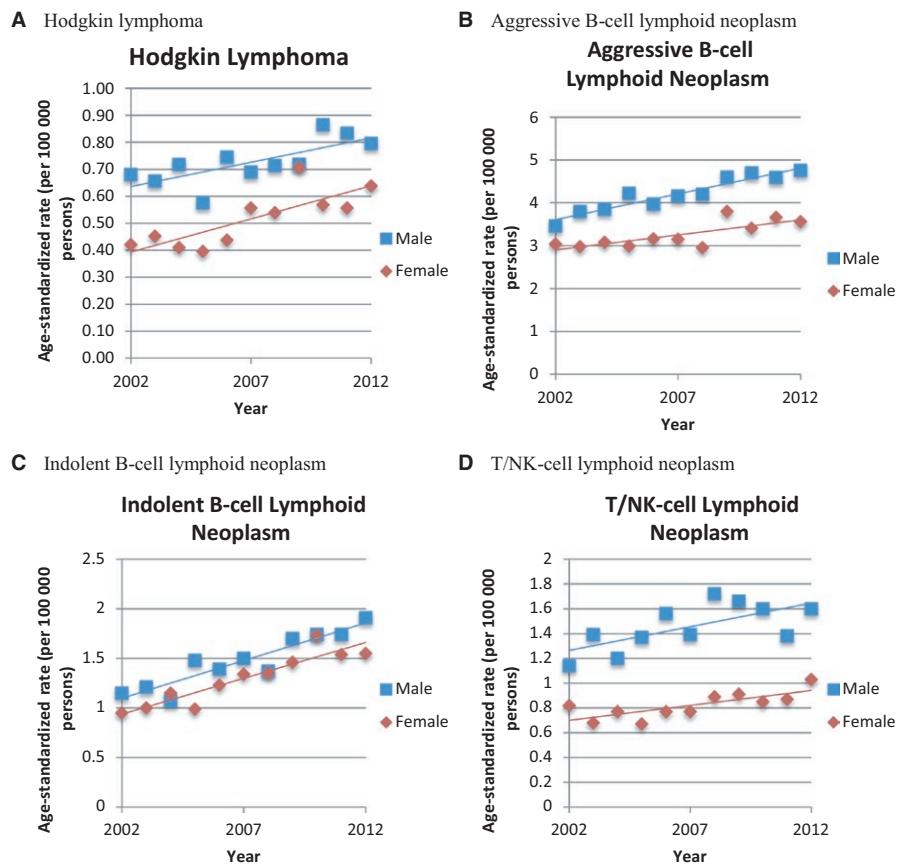 A Hodgkin lymphoma
Hodgkin Lymphoma
Age-standardized rate (per 100 000
persons)
1.00
0.90
0.80
0.70
0.60
0.50
0.40
0.30
0.20
0.10
0.00
2002 2007 2012
Year
Male
Female
B Aggressive B-cell lymphoid neoplasm
Aggressive B-cell
Lymphoid Neoplasm
Age-standardized rate (per 100 000
persons)
6
5
4
3
2
1
0
2002 2007 2012
Year
Male
Female
C Indolent B-cell lymphoid neoplasm
Indolent B-cell Lymphoid
Neoplasm
Age-standardized rate (per 100 000
persons)
2.5
2
1.5
1
0.5
0
2002 2007 2012
Year
Male
Female
D T/NK-cell lymphoid neoplasm
T/NK-cell Lymphoid
Neoplasm
Age-standardized rate (per 100 000
persons)
2
1.8
1.6
1.4
1.2
1
0.8
0.6
0.4
0.2
0
2002 2007 2012
Year
Male
Female